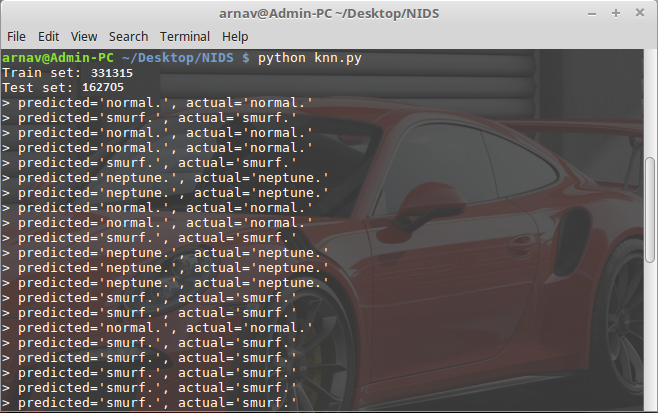 arnav@Admin-PC ~/Desktop/NIDS
File Edit View Search Terminal Help
arnav@Admin-PC ~/Desktop/NIDS $ python knn.py
Train set: 331315
Test set: 162705
> predicted='normal.', actual='normal.'
> predicted='smurf.', actual='smurf.'
> predicted='normal.', actual='normal.'
> predicted='normal.', actual='normal.'
> predicted='smurf.', actual='smurf.'
> predicted='neptune.', actual='neptune.'
> predicted='neptune.', actual='neptune.'
> predicted='normal.', actual='normal.'
> predicted='normal.', actual='normal.'
> predicted='smurf.', actual='smurf.'
> predicted='neptune.', actual='neptune.'
> predicted='neptune.', actual='neptune.'
> predicted='neptune.', actual='neptune.'
> predicted='smurf.', actual='smurf.'
> predicted='smurf.', actual='smurf.'
> predicted='normal.', actual='normal.'
> predicted='smurf.', actual='smurf.'
> predicted='smurf.', actual='smurf.'
> predicted='smurf.', actual='smurf.'
> predicted='smurf.', actual='smurf.'
> predicted='smurf.', actual='smurf.'